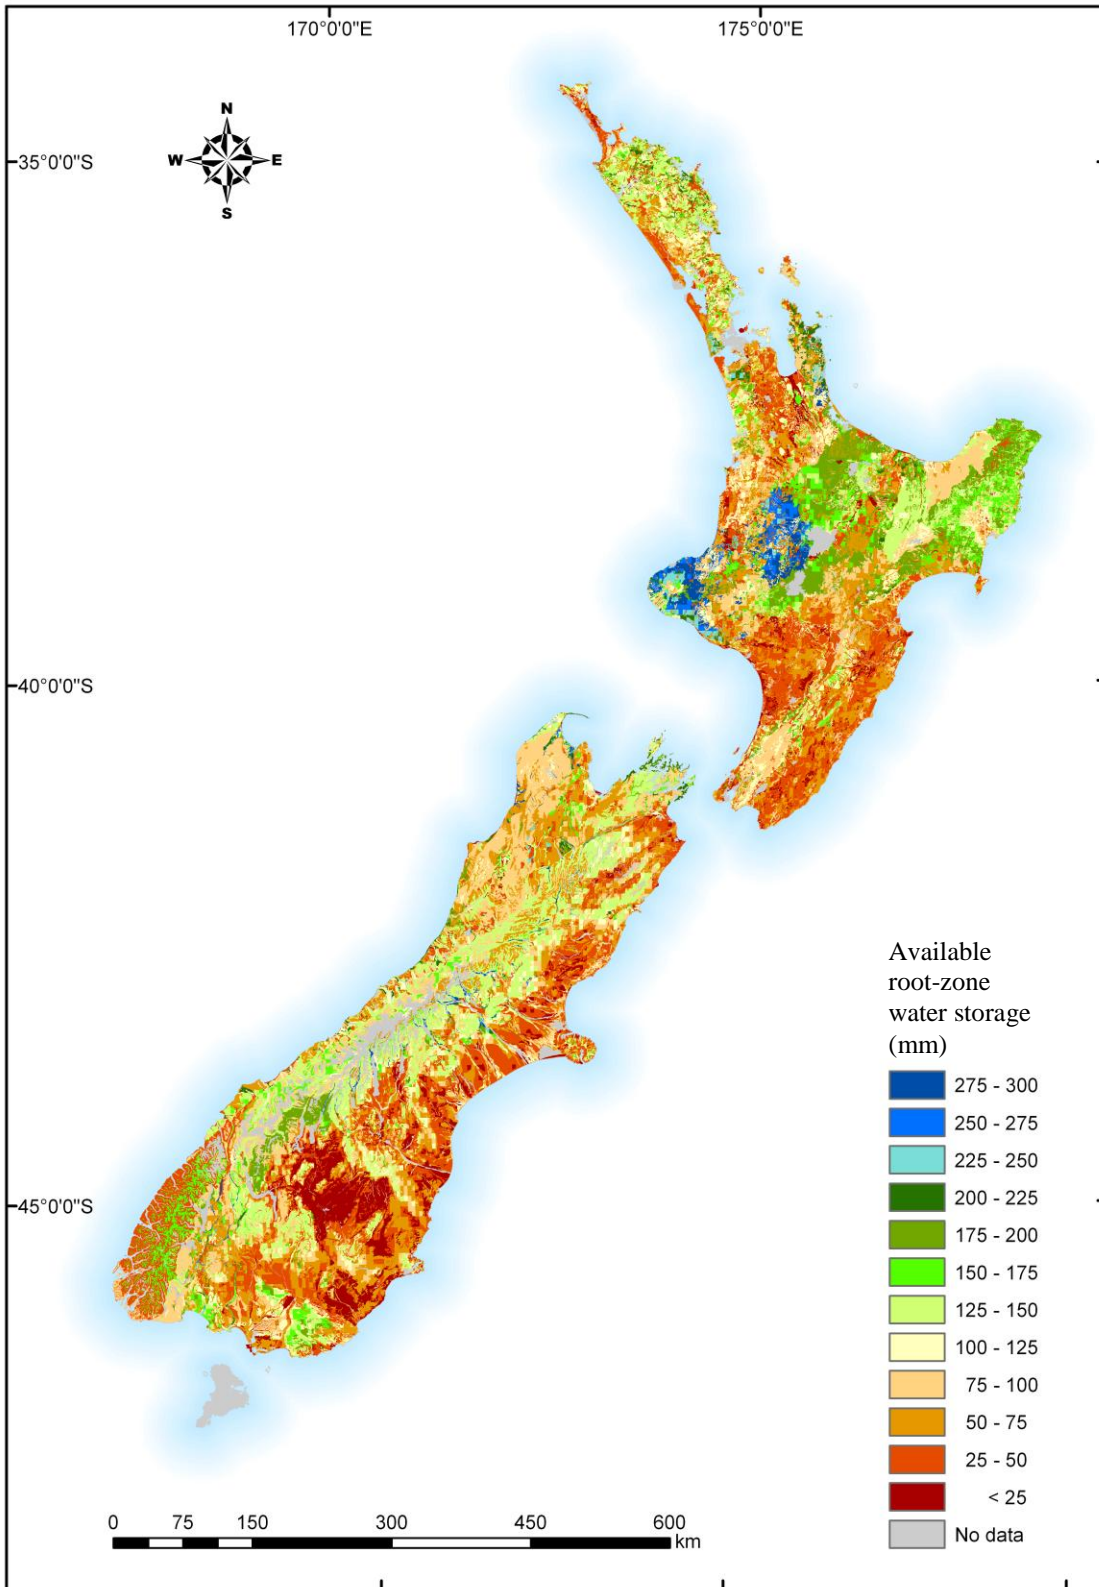 170°0'0"E
175°0'0"E
N
W
E
S
35°0'0"S
40°0'0"S
45°0'0"S
Available
root-zone
water storage
(mm)
275 - 300
250 - 275
225 - 250
200 - 225
175 - 200
150 - 175
125 - 150
100 - 125
75 - 100
50 - 75
25 - 50
< 25
No data
0 75 150 300 450 600
km